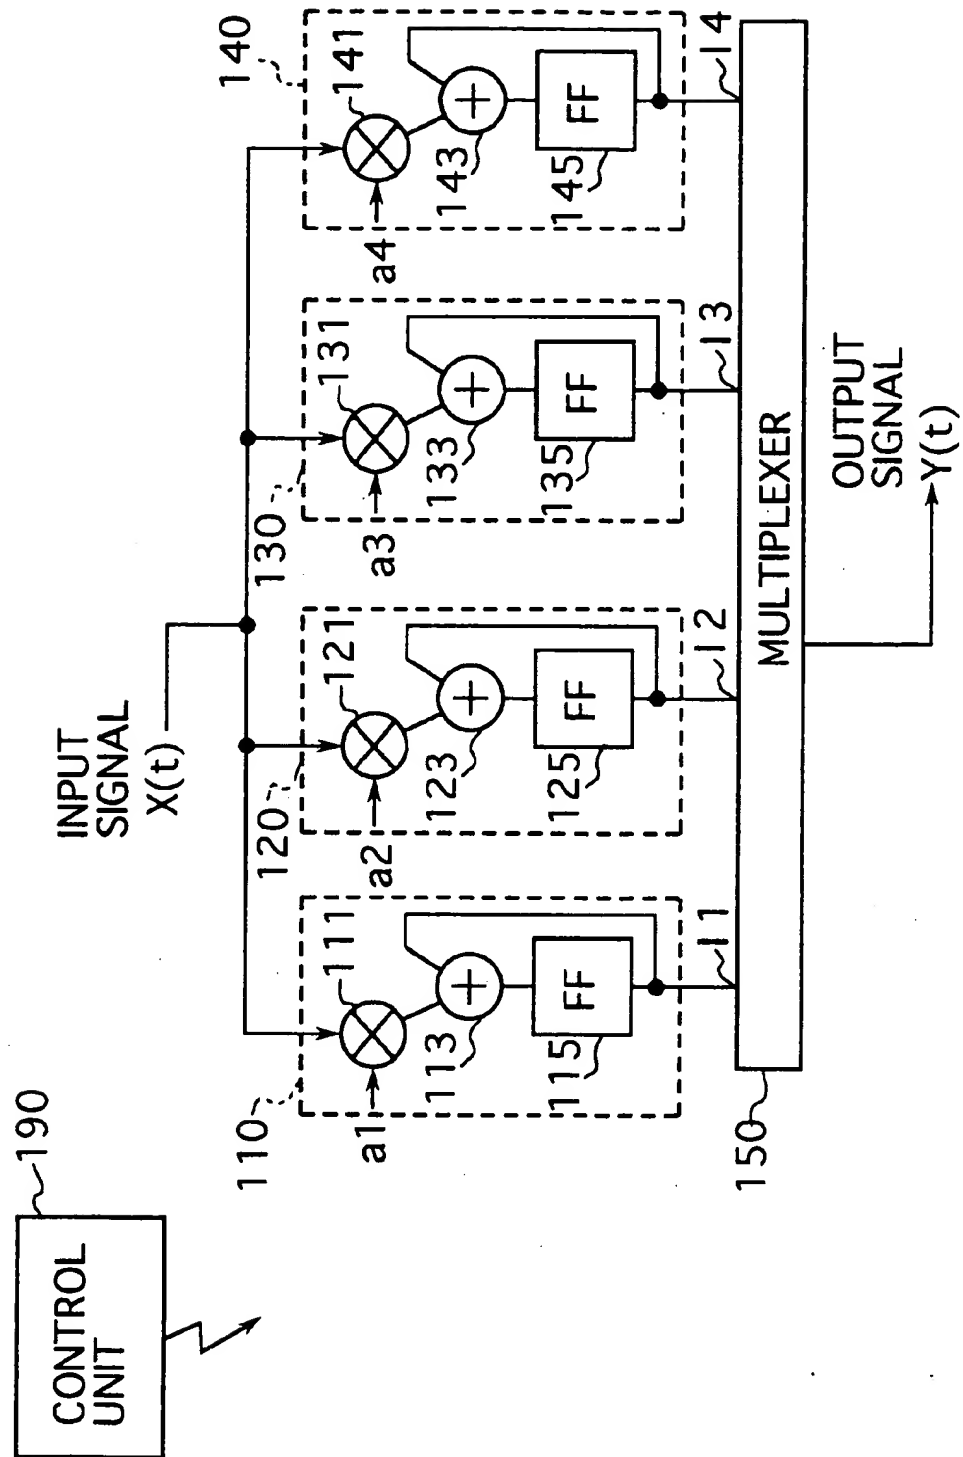 CONTROL
UNIT
190
INPUT
SIGNAL
X(t)
110
120
130
140
a1
111
a2
121
a3
131
a4
141
113
123
133
143
FF
FF
FF
FF
115
125
135
145
11
12
13
14
150
MULTIPLEXER
OUTPUT
SIGNAL
Y(t)